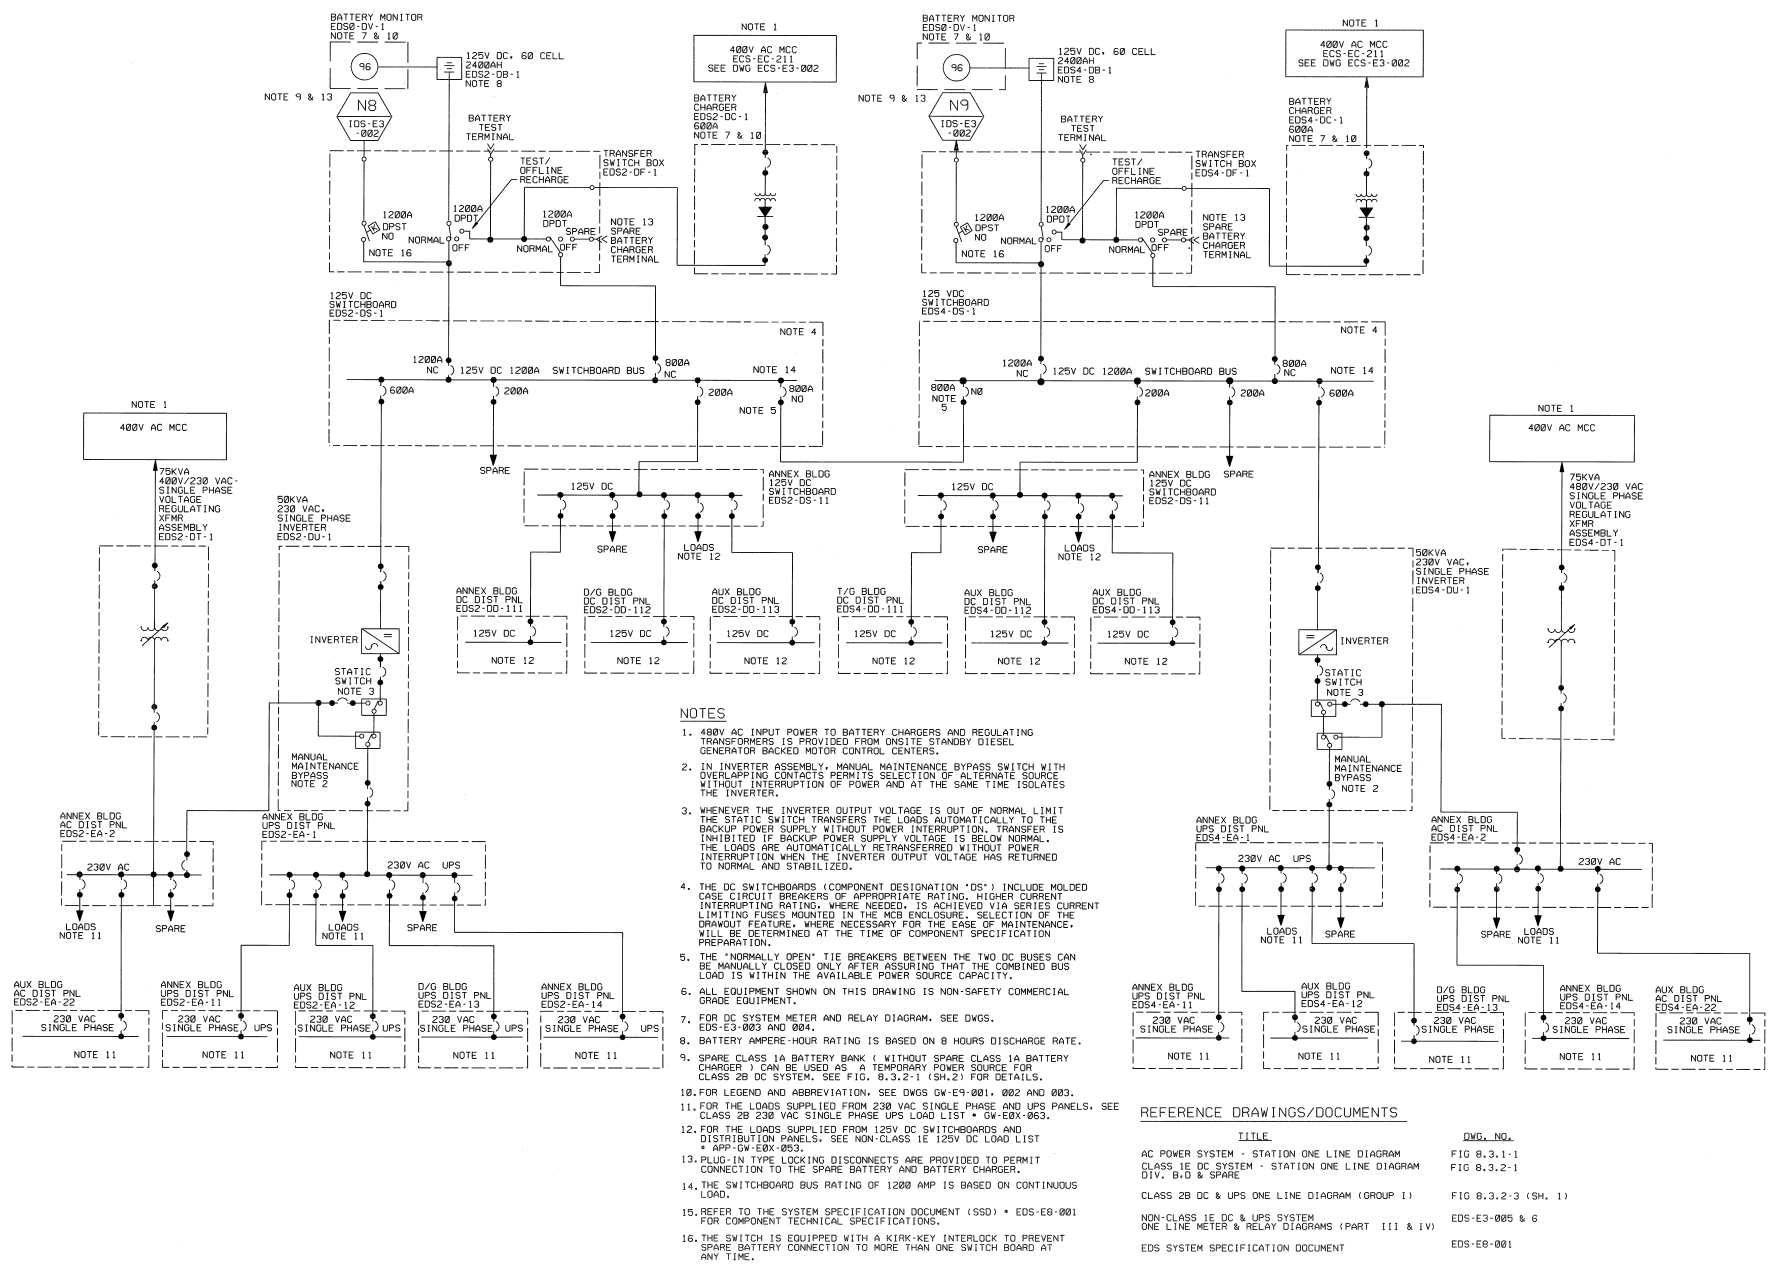 BATTERY MONITOR
EDS0-DV-1
NOTE 7 & 10
96
125V DC, 60 CELL
2400AH
EDS2-DB-1
NOTE 8
NOTE 9 & 13
N8
IDS-E3
-002
BATTERY
TEST
TERMINAL
NOTE 1
400V AC MCC
ECS-EC-211
SEE DWG ECS-E3-002
BATTERY
CHARGER
EDS2-DC-1
600A
NOTE 7 & 10
TRANSFER
SWITCH BOX
EDS2-DF-1
TEST/
OFFLINE
RECHARGE
1200A
DPST
NO
K
NOTE 16
1200A
DPDT
NORMAL
OFF
1200A
DPDT
SPARE
NORMAL
OFF
NOTE 13
SPARE
BATTERY
CHARGER
TERMINAL
125V DC
SWITCHBOARD
EDS2-DS-1
NOTE 4
1200A
NC
125V DC 1200A
SWITCHBOARD BUS
800A
NC
NOTE 14
600A
200A
200A
800A
NO
NOTE 5
SPARE
BATTERY MONITOR
EDS0-DV-1
NOTE 7 & 10
96
125V DC, 60 CELL
2400AH
EDS4-DB-1
NOTE 8
NOTE 9 & 13
N9
IDS-E3
-002
BATTERY
TEST
TERMINAL
NOTE 1
400V AC MCC
ECS-EC-211
SEE DWG ECS-E3-002
BATTERY
CHARGER
EDS4-DC-1
600A
NOTE 7 & 10
TRANSFER
SWITCH BOX
EDS4-DF-1
TEST/
OFFLINE
RECHARGE
1200A
DPST
NO
K
NOTE 16
1200A
DPDT
NORMAL
OFF
1200A
DPDT
SPARE
NORMAL
OFF
NOTE 13
SPARE
BATTERY
CHARGER
TERMINAL
125 VDC
SWITCHBOARD
EDS4-DS-1
NOTE 4
1200A
NC
125V DC 1200A
SWITCHBOARD BUS
800A
NC
NOTE 14
800A
NOTE
5
NO
200A
200A
600A
SPARE
NOTE 1
400V AC MCC
75KVA
400V/230 VAC-
SINGLE PHASE
VOLTAGE
REGULATING
XFMR
ASSEMBLY
EDS2-DT-1
50KVA
230 VAC,
SINGLE PHASE
INVERTER
EDS2-DU-1
INVERTER
STATIC
SWITCH
NOTE 3
MANUAL
MAINTENANCE
BYPASS
NOTE 2
ANNEX BLDG
125V DC
SWITCHBOARD
EDS2-DS-11
125V DC
SPARE
LOADS
NOTE 12
ANNEX BLDG
DC DIST PNL
EDS2-DD-111
125V DC
NOTE 12
D/G BLDG
DC DIST PNL
EDS2-DD-112
125V DC
NOTE 12
AUX BLDG
DC DIST PNL
EDS2-DD-113
125V DC
NOTE 12
ANNEX BLDG
125V DC
SWITCHBOARD
EDS2-DS-11
125V DC
SPARE
LOADS
NOTE 12
T/G BLDG
DC DIST PNL
EDS4-DD-111
125V DC
NOTE 12
AUX BLDG
DC DIST PNL
EDS4-DD-112
125V DC
NOTE 12
AUX BLDG
DC DIST PNL
EDS4-DD-113
125V DC
NOTE 12
NOTE 1
400V AC MCC
75KVA
480V/230 VAC
SINGLE PHASE
VOLTAGE
REGULATING
XFMR
ASSEMBLY
EDS4-DT-1
50KVA
230V VAC,
SINGLE PHASE
INVERTER
EDS4-DU-1
INVERTER
STATIC
SWITCH
NOTE 3
MANUAL
MAINTENANCE
BYPASS
NOTE 2
ANNEX BLDG
AC DIST PNL
EDS2-EA-2
230V AC
LOADS
NOTE 11
SPARE
ANNEX BLDG
UPS DIST PNL
EDS2-EA-1
230V AC UPS
LOADS
NOTE 11
SPARE
AUX BLDG
AC DIST PNL
EDS2-EA-22
230 VAC
SINGLE PHASE
NOTE 11
ANNEX BLDG
UPS DIST PNL
EDS2-EA-11
230 VAC
SINGLE PHASE
UPS
NOTE 11
AUX BLDG
UPS DIST PNL
EDS2-EA-12
230 VAC
SINGLE PHASE
UPS
NOTE 11
D/G BLDG
UPS DIST PNL
EDS2-EA-13
230 VAC
SINGLE PHASE
UPS
NOTE 11
ANNEX BLDG
UPS DIST PNL
EDS2-EA-14
230 VAC
SINGLE PHASE
NOTE 11
ANNEX BLDG
UPS DIST PNL
EDS4-EA-1
230V AC UPS
LOADS
NOTE 11
SPARE
ANNEX BLDG
AC DIST PNL
EDS4-EA-2
230V AC
SPARE
LOADS
NOTE 11
ANNEX BLDG
UPS DIST PNL
EDS4-EA-11
230 VAC
SINGLE PHASE
NOTE 11
AUX BLDG
UPS DIST PNL
EDS4-EA-12
230 VAC
SINGLE PHASE
NOTE 11
D/G BLDG
UPS DIST PNL
EDS4-EA-13
230 VAC
SINGLE PHASE
NOTE 11
ANNEX BLDG
UPS DIST PNL
EDS4-EA-14
230 VAC
SINGLE PHASE
NOTE 11
AUX BLDG
AC DIST PNL
EDS4-EA-22
230 VAC
SINGLE PHASE
NOTE 11
NOTES
1. 480V AC INPUT POWER TO BATTERY CHARGERS AND REGULATING
TRANSFORMERS IS PROVIDED FROM ONSITE STANDBY DIESEL
GENERATOR BACKED MOTOR CONTROL CENTERS.
2. IN INVERTER ASSEMBLY, MANUAL MAINTENANCE BYPASS SWITCH WITH
OVERLAPPING CONTACTS PERMITS SELECTION OF ALTERNATE SOURCE
WITHOUT INTERRUPTION OF POWER AND AT THE SAME TIME ISOLATES
THE INVERTER.
3. WHENEVER THE INVERTER OUTPUT VOLTAGE IS OUT OF NORMAL LIMIT
THE STATIC SWITCH TRANSFERS THE LOADS AUTOMATICALLY TO THE
BACKUP POWER SUPPLY WITHOUT POWER INTERRUPTION. TRANSFER IS
INHIBITED IF BACKUP POWER SUPPLY VOLTAGE IS BELOW NORMAL.
THE LOADS ARE AUTOMATICALLY RETRANSFERRED WITHOUT POWER
INTERRUPTION WHEN THE INVERTER OUTPUT VOLTAGE HAS RETURNED
TO NORMAL AND STABILIZED.
4. THE DC SWITCHBOARDS (COMPONENT DESIGNATION "DS") INCLUDE MOLDED
CASE CIRCUIT BREAKERS OF APPROPRIATE RATING. HIGHER CURRENT
INTERRUPTING RATING, WHERE NEEDED, IS ACHIEVED VIA SERIES CURRENT
LIMITING FUSES MOUNTED IN THE MCB ENCLOSURE. SELECTION OF THE
DRAWOUT FEATURE, WHERE NECESSARY FOR THE EASE OF MAINTENANCE,
WILL BE DETERMINED AT THE TIME OF COMPONENT SPECIFICATION
PREPARATION.
5. THE "NORMALLY OPEN" TIE BREAKERS BETWEEN THE TWO DC BUSES CAN
BE MANUALLY CLOSED ONLY AFTER ASSURING THAT THE COMBINED BUS
LOAD IS WITHIN THE AVAILABLE POWER SOURCE CAPACITY.
6. ALL EQUIPMENT SHOWN ON THIS DRAWING IS NON-SAFETY COMMERCIAL
GRADE EQUIPMENT.
7. FOR DC SYSTEM METER AND RELAY DIAGRAM, SEE DWGS.
EDS-E3-003 AND 004.
8. BATTERY AMPERE-HOUR RATING IS BASED ON 8 HOURS DISCHARGE RATE.
9. SPARE CLASS 1A BATTERY BANK ( WITHOUT SPARE CLASS 1A BATTERY
CHARGER ) CAN BE USED AS A TEMPORARY POWER SOURCE FOR
CLASS 2B DC SYSTEM. SEE FIG. 8.3.2-1 (SH.2) FOR DETAILS.
10. FOR LEGEND AND ABBREVIATION, SEE DWGS GW-E9-001, 002 AND 003.
11. FOR THE LOADS SUPPLIED FROM 230 VAC SINGLE PHASE AND UPS PANELS, SEE
CLASS 2B 230 VAC SINGLE PHASE UPS LOAD LIST * GW-E0X-063.
12. FOR THE LOADS SUPPLIED FROM 125V DC SWITCHBOARDS AND
DISTRIBUTION PANELS, SEE NON-CLASS 1E 125V DC LOAD LIST
* APP-GW-E0X-053.
13. PLUG-IN TYPE LOCKING DISCONNECTS ARE PROVIDED TO PERMIT
CONNECTION TO THE SPARE BATTERY AND BATTERY CHARGER.
14. THE SWITCHBOARD BUS RATING OF 1200 AMP IS BASED ON CONTINUOUS
LOAD.
15. REFER TO THE SYSTEM SPECIFICATION DOCUMENT (SSD) * EDS-E8-001
FOR COMPONENT TECHNICAL SPECIFICATIONS.
16. THE SWITCH IS EQUIPPED WITH A KIRK-KEY INTERLOCK TO PREVENT
SPARE BATTERY CONNECTION TO MORE THAN ONE SWITCH BOARD AT
ANY TIME.
REFERENCE DRAWINGS/DOCUMENTS
TITLE DWG. NO.
AC POWER SYSTEM - STATION ONE LINE DIAGRAM FIG 8.3.1-1
CLASS 1E DC SYSTEM - STATION ONE LINE DIAGRAM FIG 8.3.2-1
DIV. B,D & SPARE
CLASS 2B DC & UPS ONE LINE DIAGRAM (GROUP I) FIG 8.3.2-3 (SH. 1)
NON-CLASS 1E DC & UPS SYSTEM EDS-E3-005 & 6
ONE LINE METER & RELAY DIAGRAMS (PART III & IV)
EDS SYSTEM SPECIFICATION DOCUMENT EDS-E8-001